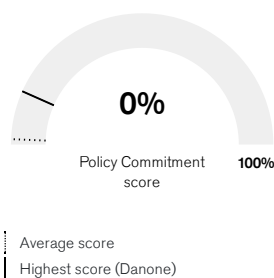 0%
Policy Commitment
score
100%
Average score
Highest score (Danone)